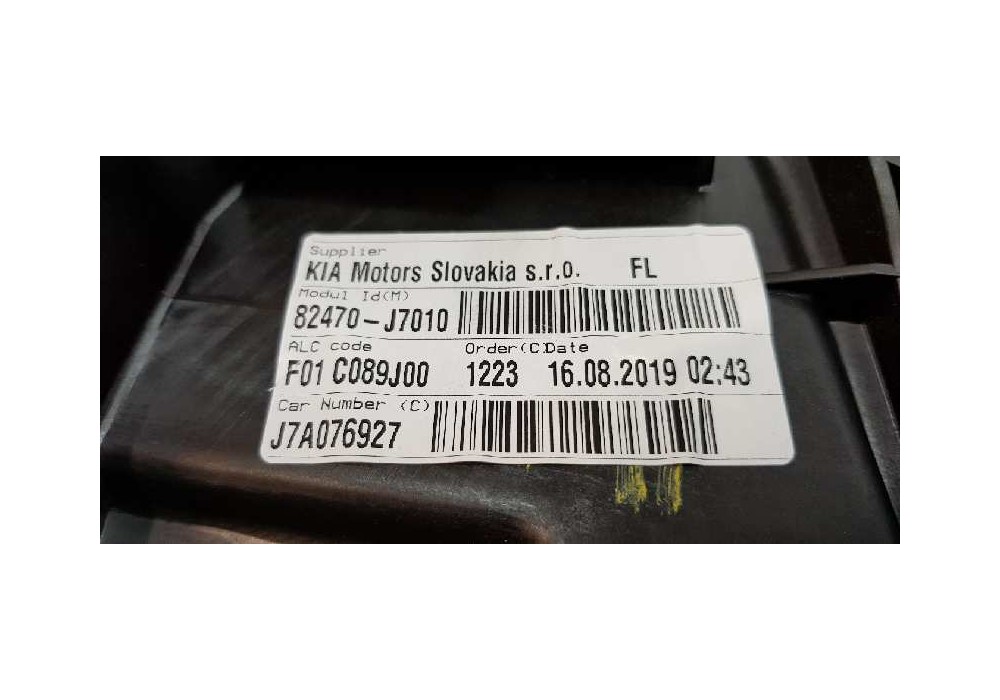 Supplier
KIA Motors Slovakia s.r.o. FL
Modul Id(M)
82470-J7010
ALC code Order(C)Date
F01 C089J00 1223 16.08.2019 02:43
Car Number (C)
J7A076927